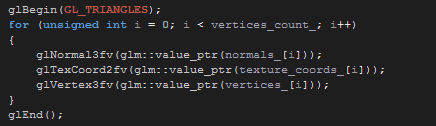 glBegin(GL_TRIANGLES);
for (unsigned int i = 0; i < vertices_count_; i++)
{
    glNormal3fv(glm::value_ptr(normals_[i]));
    glTexCoord2fv(glm::value_ptr(texture_coords_[i]));
    glVertex3fv(glm::value_ptr(vertices_[i]));
}
glEnd();